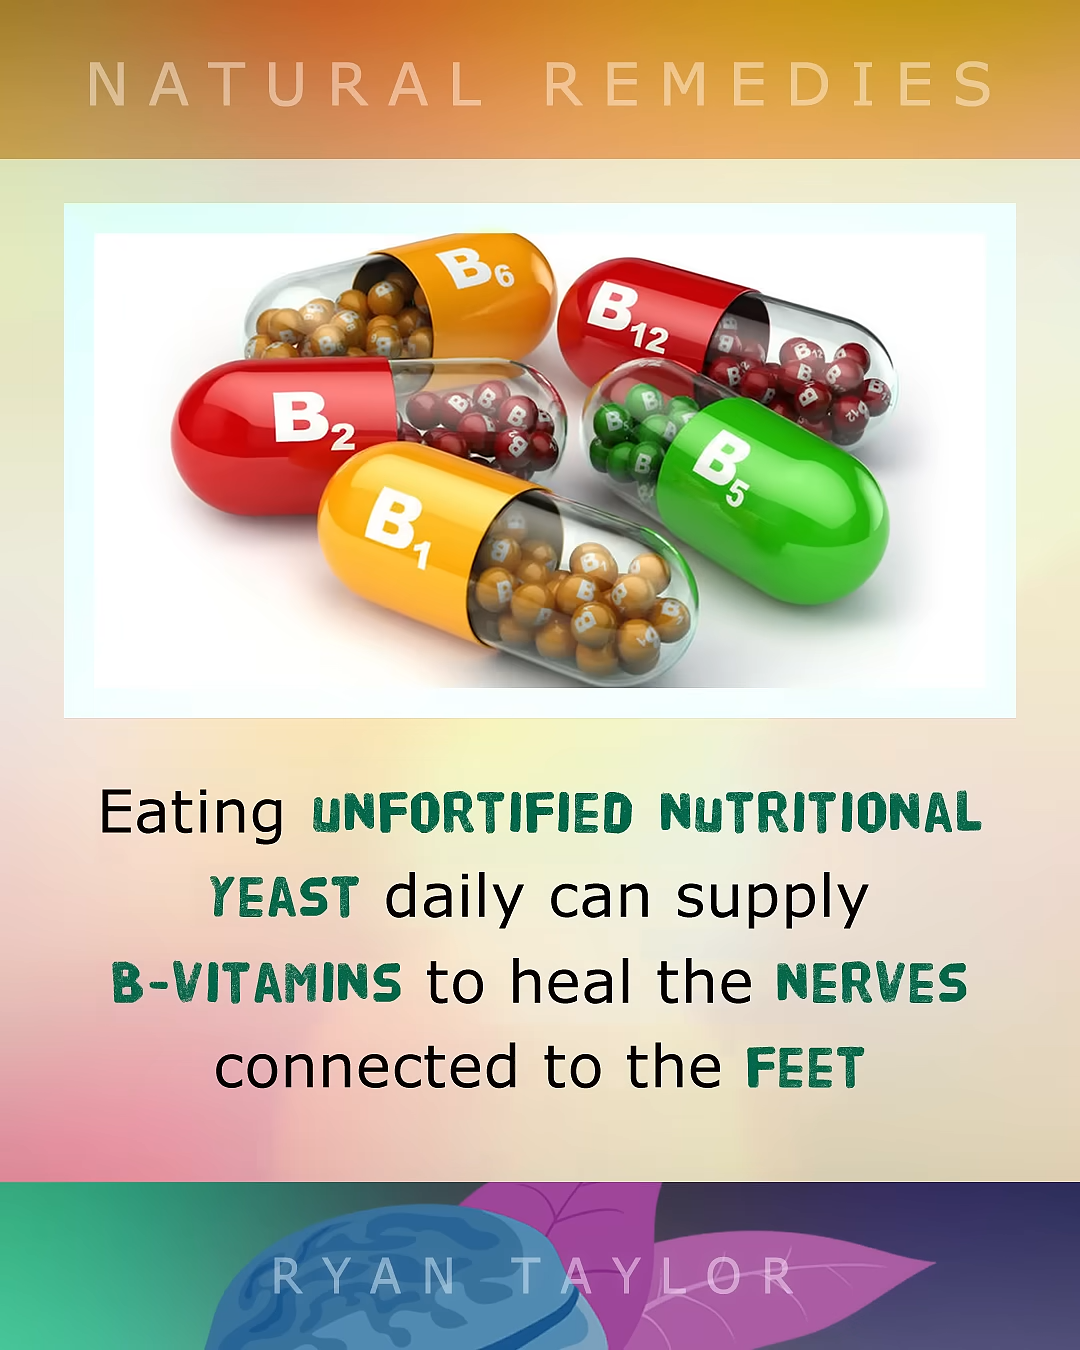 NATURAL REMEDIES
B6
B12
B2
B5
B1
Eating UNFORTIFIED NUTRITIONAL
YEAST daily can supply
B-VITAMINS to heal the NERVES
connected to the FEET
RYAN TAYLOR